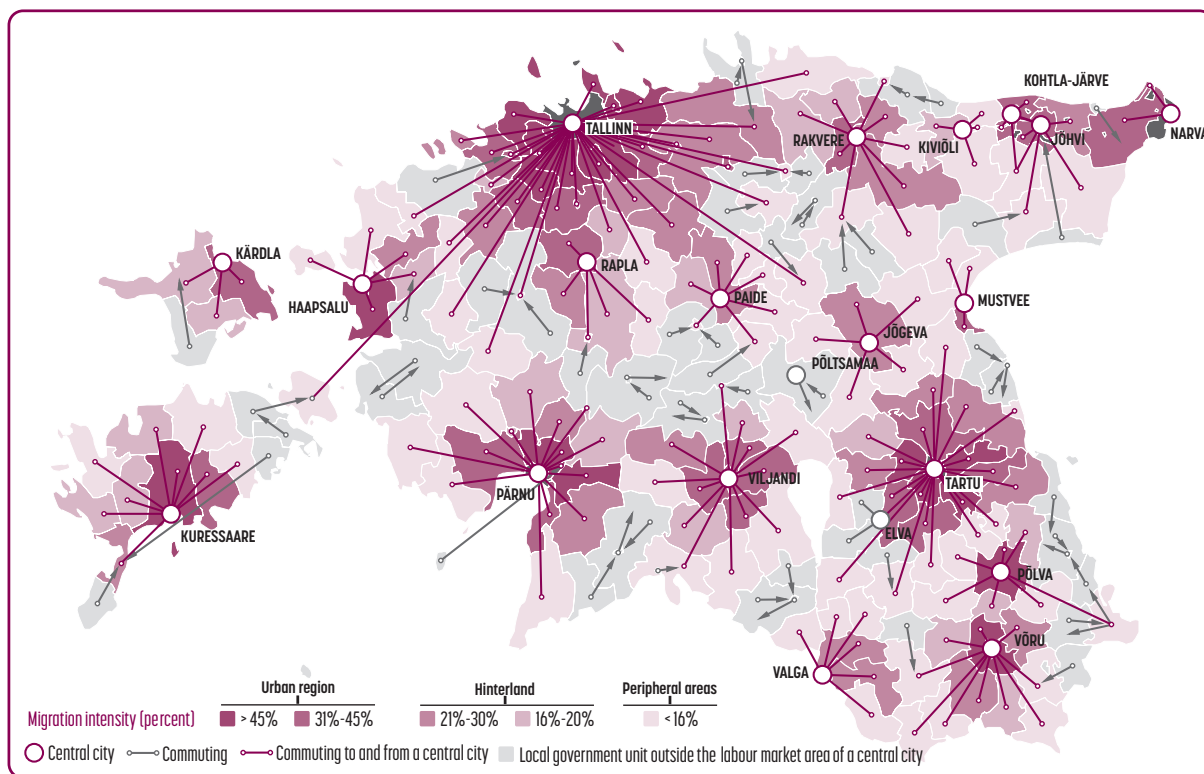 KOHTLA-JÄRVE
TALLINN
RAKVERE
KIVIÕLI
JÕHVI
NARVA
KÄRDLA
HAAPSALU
RAPLA
PAIDE
MUSTVEE
JÕGEVA
PÕLTSAMAA
PÄRNU
VILJANDI
TARTU
KURESSAARE
ELVA
PÕLVA
VÕRU
VALGA
Urban region
Hinterland
Peripheral areas
Migration intensity (percent)
> 45%
31%-45%
21%-30%
16%-20%
<16%
Central city
Commuting
Commuting to and from a central city
Local government unit outside the labour market area of a central city